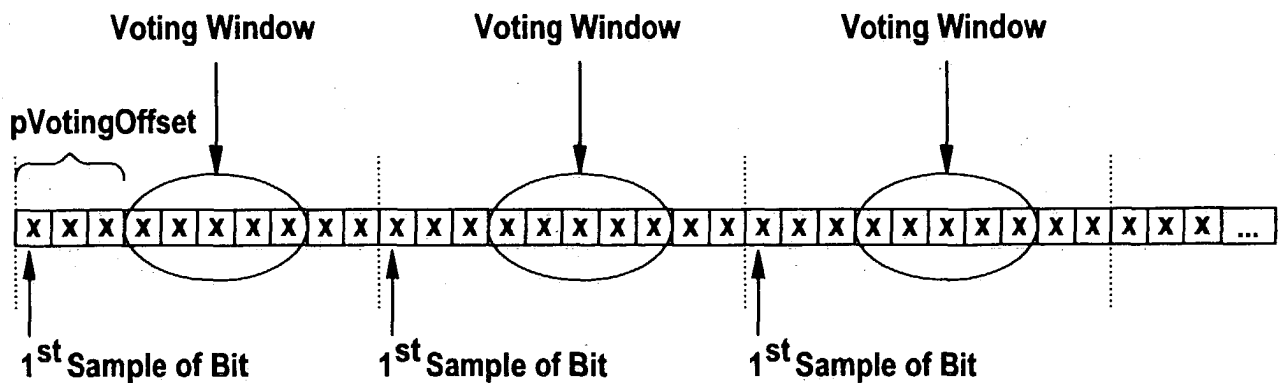 Voting Window Voting Window Voting Window
pVotingOffset
X X X X X X X X X X X X X X X X X X X X X X X X X X X X X X X X X ...
1st Sample of Bit 1st Sample of Bit 1st Sample of Bit